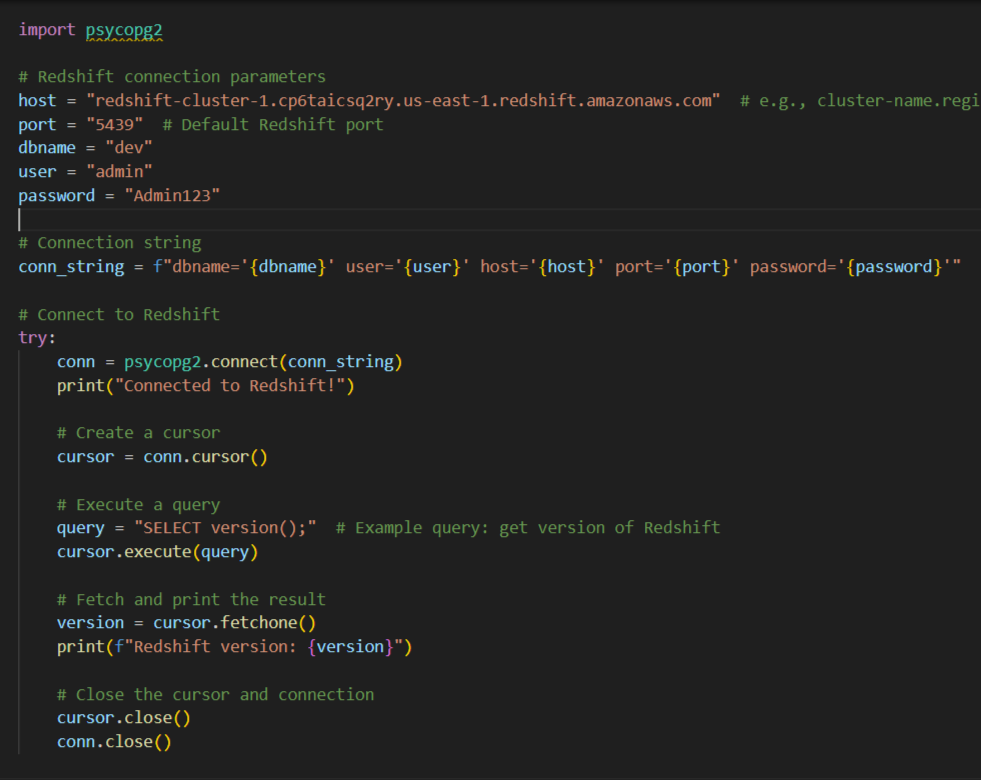 import psycopg2
# Redshift connection parameters
host = "redshift-cluster-1.cp6taicsq2ry.us-east-1.redshift.amazonaws.com"  # e.g., cluster-name.regi
port = "5439"  # Default Redshift port
dbname = "dev"
user = "admin"
password = "Admin123"
# Connection string
conn_string = f"dbname='{dbname}' user='{user}' host='{host}' port='{port}' password='{password}'"
# Connect to Redshift
try:
    conn = psycopg2.connect(conn_string)
    print("Connected to Redshift!")
    # Create a cursor
    cursor = conn.cursor()
    # Execute a query
    query = "SELECT version();"  # Example query: get version of Redshift
    cursor.execute(query)
    # Fetch and print the result
    version = cursor.fetchone()
    print(f"Redshift version: {version}")
    # Close the cursor and connection
    cursor.close()
    conn.close()